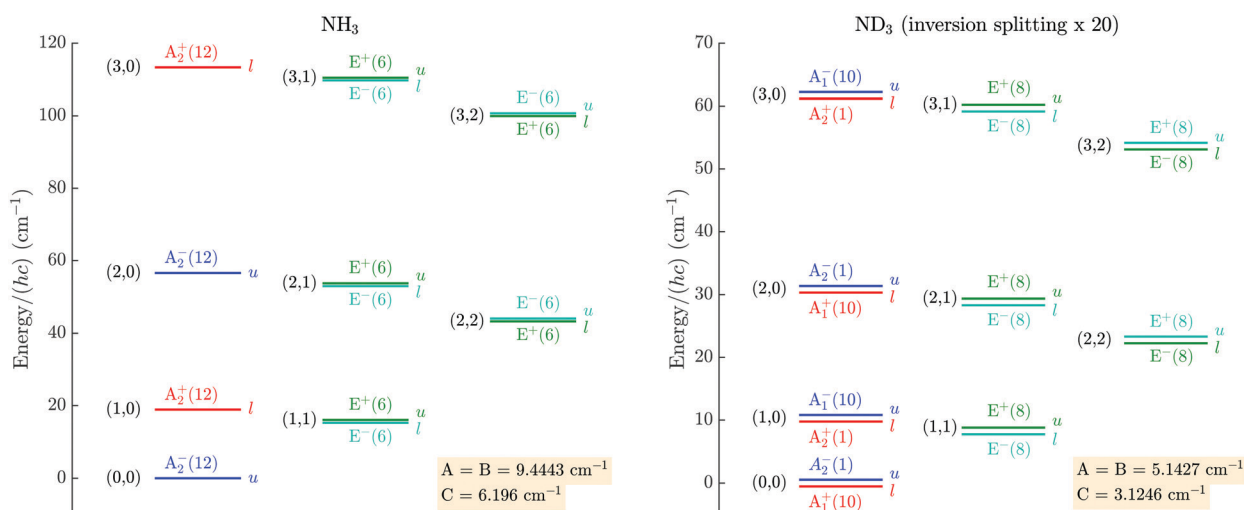 NH₃
Energy/(hc) (cm⁻¹)
120
100
80
60
40
20
0
(3,0)
A₂⁺(12)
l
(3,1)
E⁺(6)
u
E⁻(6)
l
(3,2)
E⁻(6)
u
E⁺(6)
l
(2,0)
A₂⁻(12)
u
(2,1)
E⁺(6)
u
E⁻(6)
l
(2,2)
E⁻(6)
u
E⁺(6)
l
(1,0)
A₂⁺(12)
l
(1,1)
E⁺(6)
u
E⁻(6)
l
(0,0)
A₂⁻(12)
u
A = B = 9.4443 cm⁻¹
C = 6.196 cm⁻¹
ND₃ (inversion splitting x 20)
Energy/(hc) (cm⁻¹)
70
60
50
40
30
20
10
0
(3,0)
A₁⁻(10)
u
A₂⁺(1)
l
(3,1)
E⁺(8)
u
E⁻(8)
l
(3,2)
E⁺(8)
u
E⁻(8)
l
(2,0)
A₂⁻(1)
u
A₁⁺(10)
l
(2,1)
E⁺(8)
u
E⁻(8)
l
(2,2)
E⁺(8)
u
E⁻(8)
l
(1,0)
A₁⁻(10)
u
A₂⁺(1)
l
(1,1)
E⁺(8)
u
E⁻(8)
l
(0,0)
A₂⁻(1)
u
A₁⁺(10)
l
A = B = 5.1427 cm⁻¹
C = 3.1246 cm⁻¹